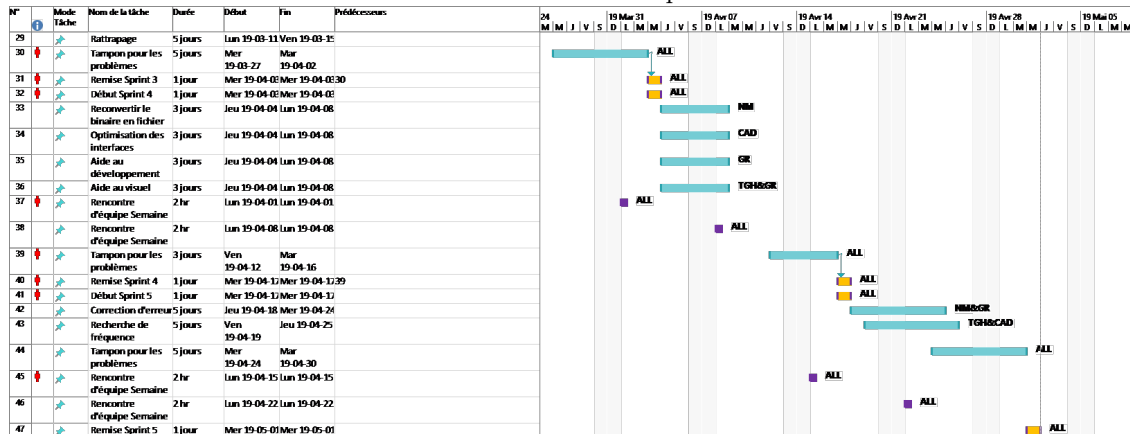 N° Mode Tâche Nom de la tâche Durée Début Fin Prédécesseurs
24 19 Mar 31 19 Avr 07 19 Avr 14 19 Avr 21 19 Avr 28 19 Mai 05
M M J V S D L M M J V S D L M M J V S D L M M J V S D L M M J V S D L M M J V S D L M M
29 Rattrapage 5 jours Lun 19-03-11 Ven 19-03-15
30 Tampon pour les problèmes 5 jours Mer 19-03-27 Mar 19-04-02 ALL
31 Remise Sprint 3 1 jour Mer 19-04-03 Mer 19-04-03 30 ALL
32 Début Sprint 4 1 jour Mer 19-04-03 Mer 19-04-03 ALL
33 Reconvertir le binaire en fichier 3 jours Jeu 19-04-04 Lun 19-04-08 NM
34 Optimisation des interfaces 3 jours Jeu 19-04-04 Lun 19-04-08 CAD
35 Aide au développement 3 jours Jeu 19-04-04 Lun 19-04-08 GR
36 Aide au visuel 3 jours Jeu 19-04-04 Lun 19-04-08 TGH&GR
37 Rencontre d'équipe Semaine 2 hr Lun 19-04-01 Lun 19-04-01 ALL
38 Rencontre d'équipe Semaine 2 hr Lun 19-04-08 Lun 19-04-08 ALL
39 Tampon pour les problèmes 3 jours Ven 19-04-12 Mar 19-04-16 ALL
40 Remise Sprint 4 1 jour Mer 19-04-17 Mer 19-04-17 39 ALL
41 Début Sprint 5 1 jour Mer 19-04-17 Mer 19-04-17 ALL
42 Correction d'erreur 5 jours Jeu 19-04-18 Mer 19-04-24 NM&GR
43 Recherche de fréquence 5 jours Ven 19-04-19 Jeu 19-04-25 TGH&CAD
44 Tampon pour les problèmes 5 jours Mer 19-04-24 Mar 19-04-30 ALL
45 Rencontre d'équipe Semaine 2 hr Lun 19-04-15 Lun 19-04-15 ALL
46 Rencontre d'équipe Semaine 2 hr Lun 19-04-22 Lun 19-04-22 ALL
47 Remise Sprint 5 1 jour Mer 19-05-01 Mer 19-05-01 ALL